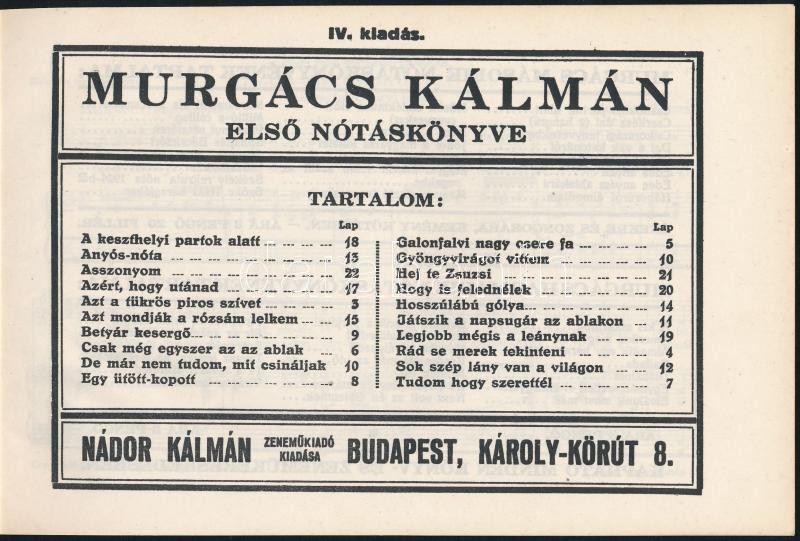 IV. kiadás.
MURGÁCS KÁLMÁN
ELSŐ NÓTÁSKÖNYVE
TARTALOM:
Lap
A keszthelyi partok alatt 18
Anyós-nóta 13
Asszonyom 22
Azért, hogy utánad 17
Azt a tükrös piros szívet 3
Azt mondják a rózsám lelkem 15
Betyár kesergő 9
Csak még egyszer az az ablak 6
De már nem tudom, mit csináljak 10
Egy ütött-kopott 8
Lap
Galonfalvi nagy csere fa 5
Gyöngyvirágot vittem 10
Hej te Zsuzsi 21
Hogy is felednélek 20
Hosszúlábú gólya 14
Játszik a napsugár az ablakon 11
Legjobb mégis a leánynak 19
Rád se merek tekinteni 4
Sok szép lány van a világon 12
Tudom hogy szerettél 7
NÁDOR KÁLMÁN ZENEMŰKIADÓ KIADÁSA BUDAPEST, KÁROLY-KÖRÚT 8.